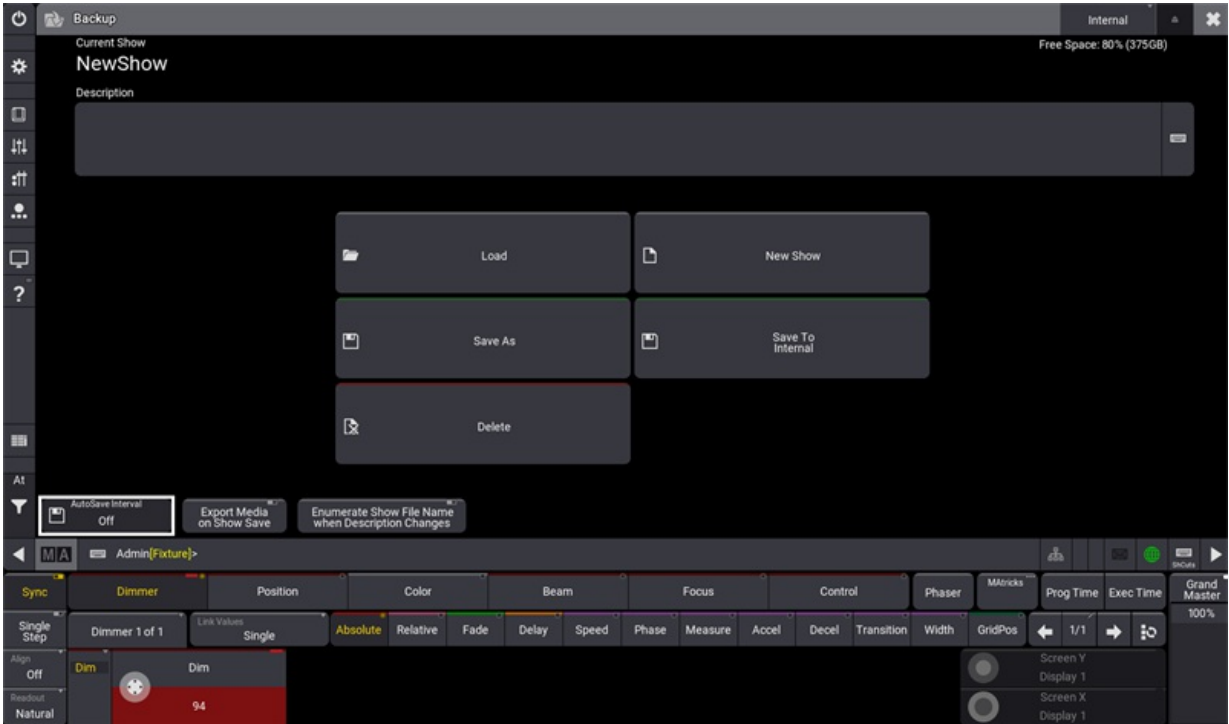 Backup
Internal
Current Show
Free Space: 80% (375GB)
NewShow
Description
Load
New Show
Save As
Save To
Internal
Delete
At
AutoSave Interval
Off
Export Media
on Show Save
Enumerate Show File Name
when Description Changes
MA
Admin[Fixture]>
ShCuts
Sync
Dimmer
Position
Color
Beam
Focus
Control
Phaser
MAtricks
Prog Time
Exec Time
Grand
Master
100%
Single
Step
Dimmer 1 of 1
Link Values
Single
Absolute
Relative
Fade
Delay
Speed
Phase
Measure
Accel
Decel
Transition
Width
GridPos
1/1
Align
Off
Dim
Dim
Screen Y
Display 1
Readout
Natural
94
Screen X
Display 1